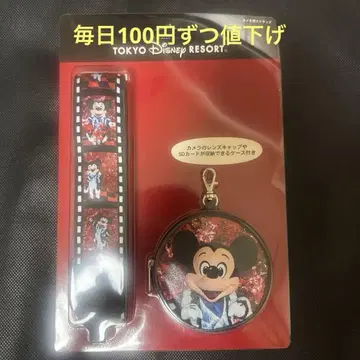 毎日100円ずつ値下げ
TOKYO Disney RESORT
カメラのレンズキャップや
SDカードが収納できるケース付き